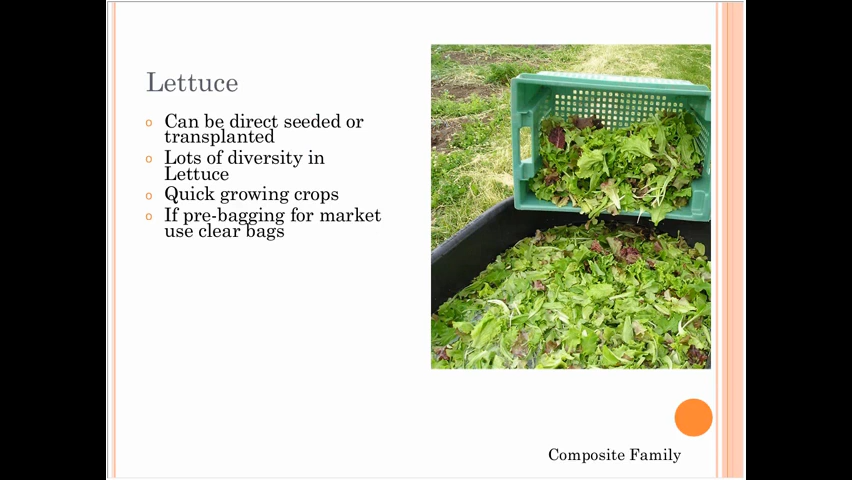 Lettuce
o Can be direct seeded or
transplanted
o Lots of diversity in
Lettuce
o Quick growing crops
o If pre-bagging for market
use clear bags
Composite Family